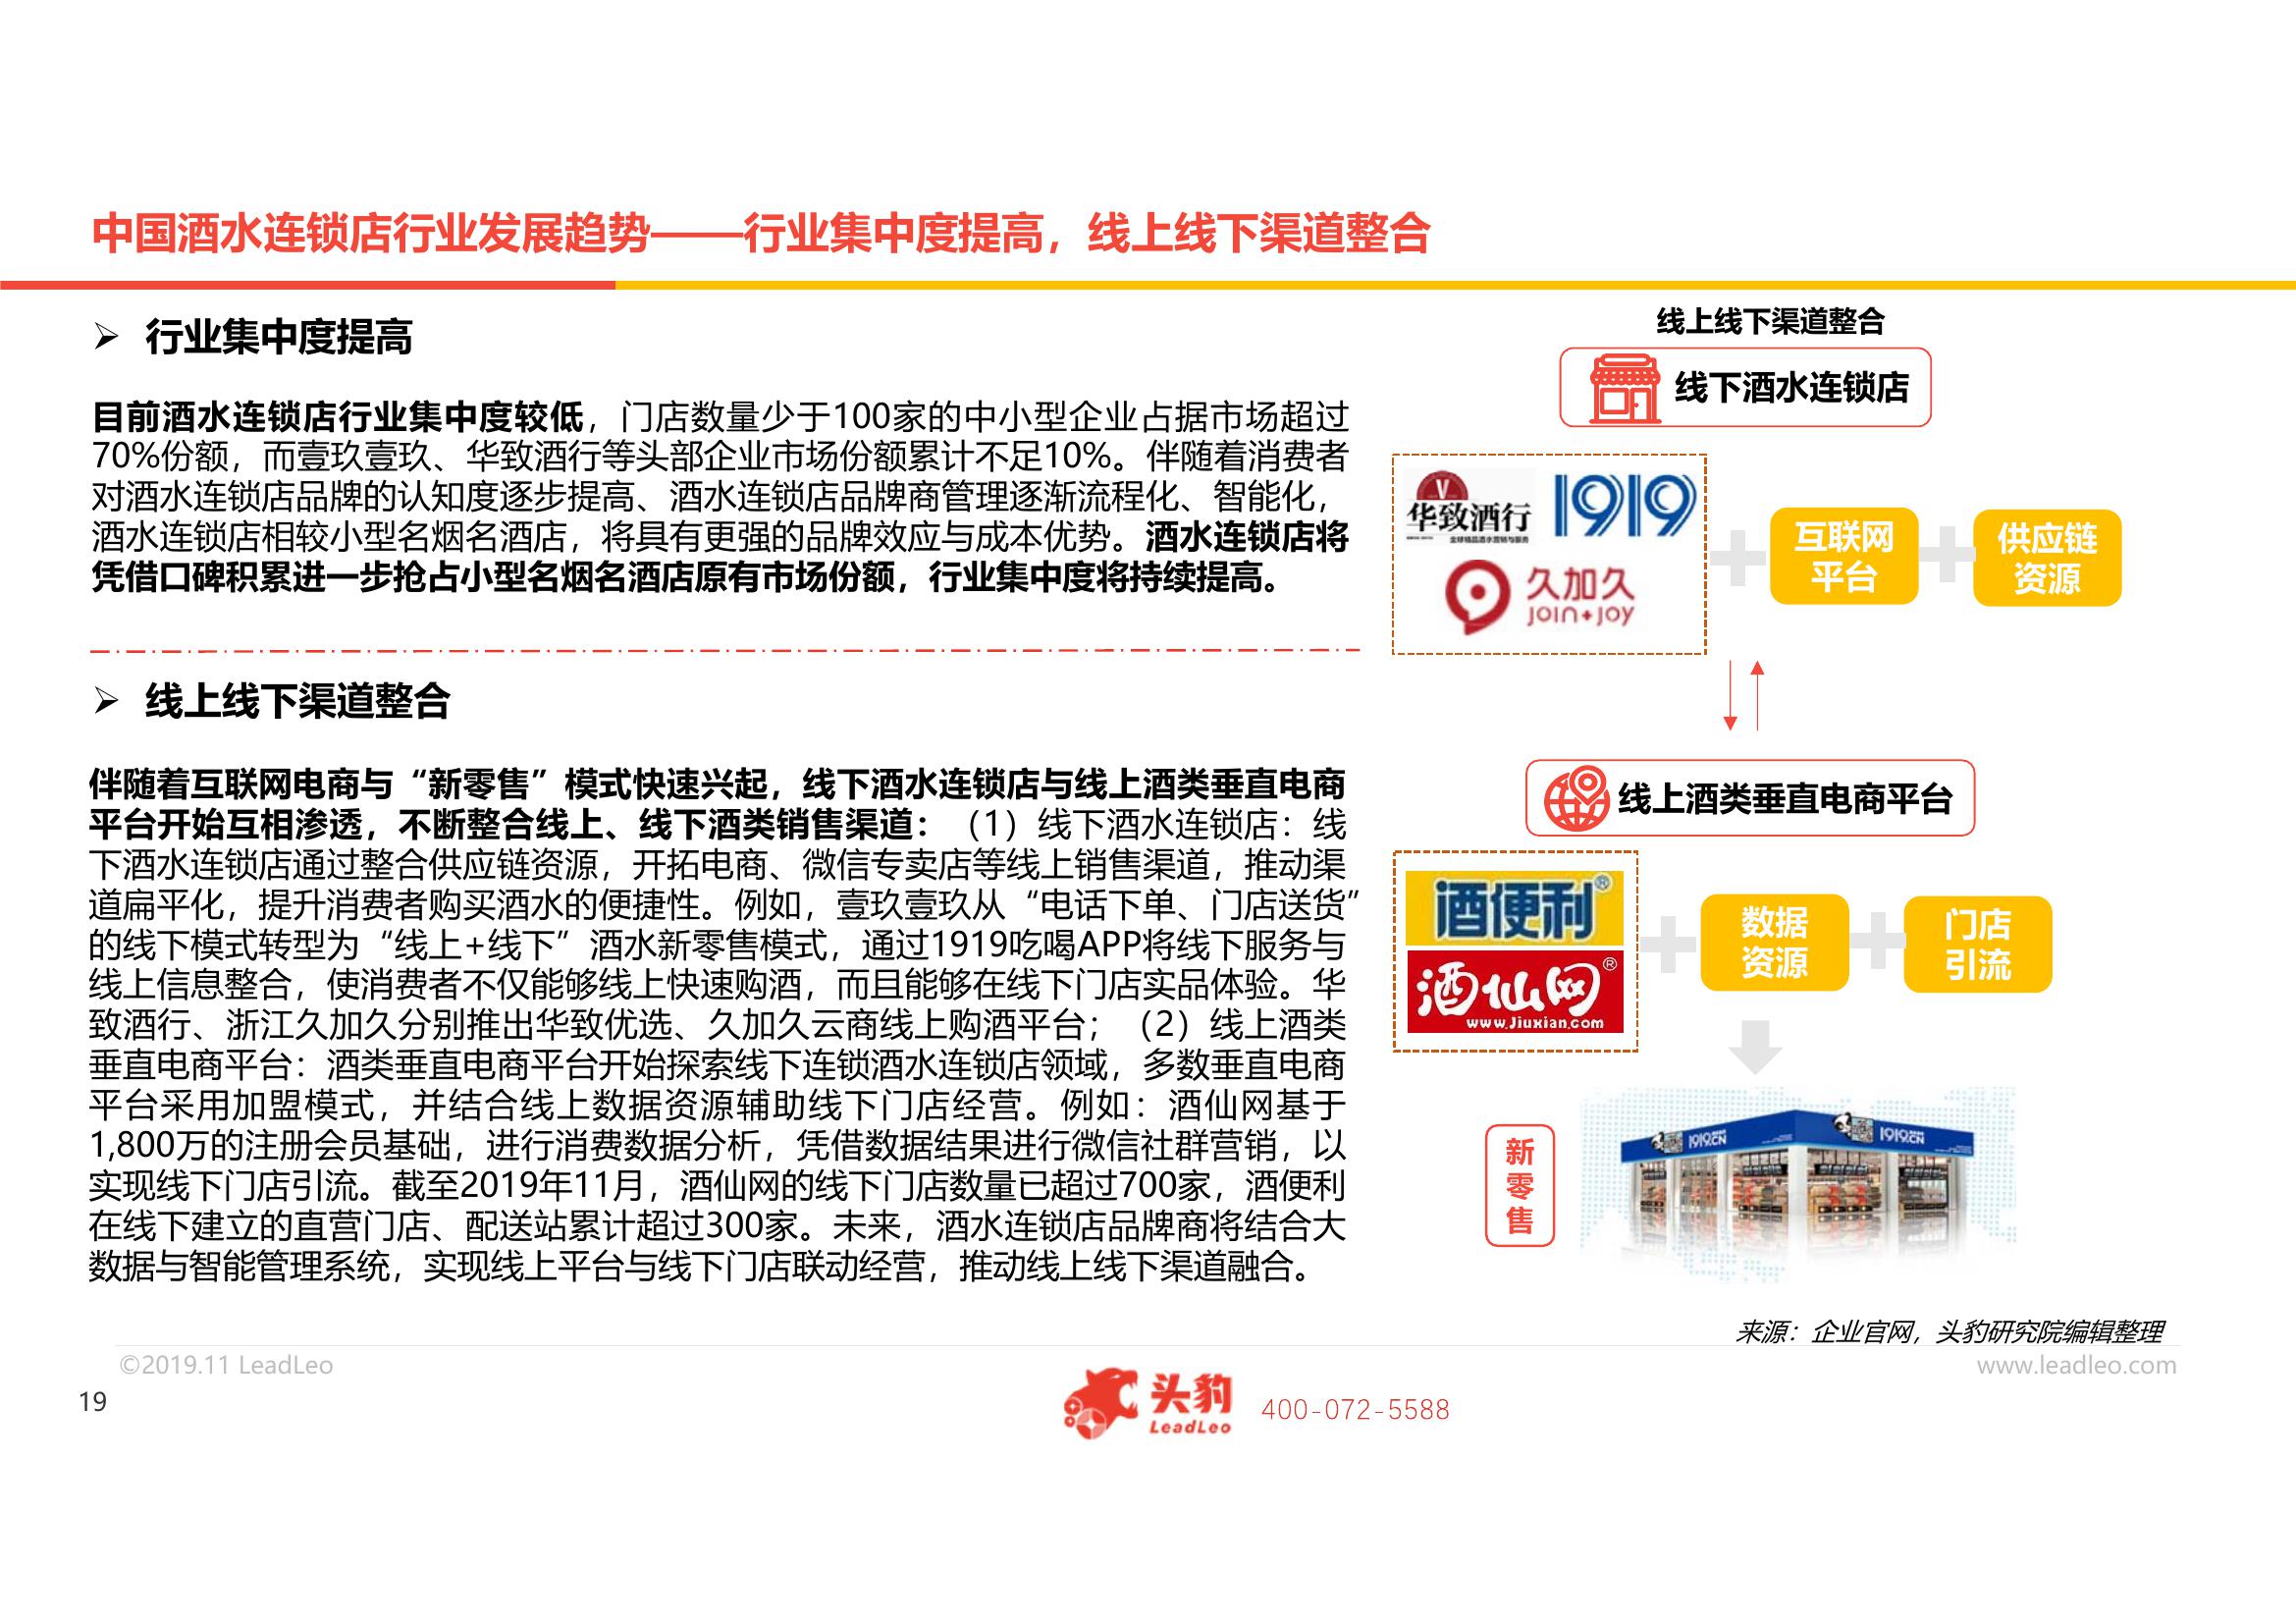 中国酒水连锁店行业发展趋势——行业集中度提高，线上线下渠道整合
➢ 行业集中度提高
目前酒水连锁店行业集中度较低，门店数量少于100家的中小型企业占据市场超过
70%份额，而壹玖壹玖、华致酒行等头部企业市场份额累计不足10%。伴随着消费者
对酒水连锁店品牌的认知度逐步提高、酒水连锁店品牌商管理逐渐流程化、智能化，
酒水连锁店相较小型名烟名酒店，将具有更强的品牌效应与成本优势。酒水连锁店将
凭借口碑积累进一步抢占小型名烟名酒店原有市场份额，行业集中度将持续提高。
➢ 线上线下渠道整合
伴随着互联网电商与“新零售”模式快速兴起，线下酒水连锁店与线上酒类垂直电商
平台开始互相渗透，不断整合线上、线下酒类销售渠道：（1）线下酒水连锁店：线
下酒水连锁店通过整合供应链资源，开拓电商、微信专卖店等线上销售渠道，推动渠
道扁平化，提升消费者购买酒水的便捷性。例如，壹玖壹玖从“电话下单、门店送货”
的线下模式转型为“线上+线下”酒水新零售模式，通过1919吃喝APP将线下服务与
线上信息整合，使消费者不仅能够线上快速购酒，而且能够在线下门店实品体验。华
致酒行、浙江久加久分别推出华致优选、久加久云商线上购酒平台；（2）线上酒类
垂直电商平台：酒类垂直电商平台开始探索线下连锁酒水连锁店领域，多数垂直电商
平台采用加盟模式，并结合线上数据资源辅助线下门店经营。例如：酒仙网基于
1,800万的注册会员基础，进行消费数据分析，凭借数据结果进行微信社群营销，以
实现线下门店引流。截至2019年11月，酒仙网的线下门店数量已超过700家，酒便利
在线下建立的直营门店、配送站累计超过300家。未来，酒水连锁店品牌商将结合大
数据与智能管理系统，实现线上平台与线下门店联动经营，推动线上线下渠道融合。
线上线下渠道整合
线下酒水连锁店
V
华致酒行
全球精品酒水营销与服务
1919
久加久
join+joy
互联网
平台
供应链
资源
线上酒类垂直电商平台
酒便利®
酒仙网®
www.Jiuxian.com
数据
资源
门店
引流
新
零
售
1919.CN
1919.CN
来源：企业官网，头豹研究院编辑整理
©2019.11 LeadLeo
www.leadleo.com
19
头豹
LeadLeo
400-072-5588